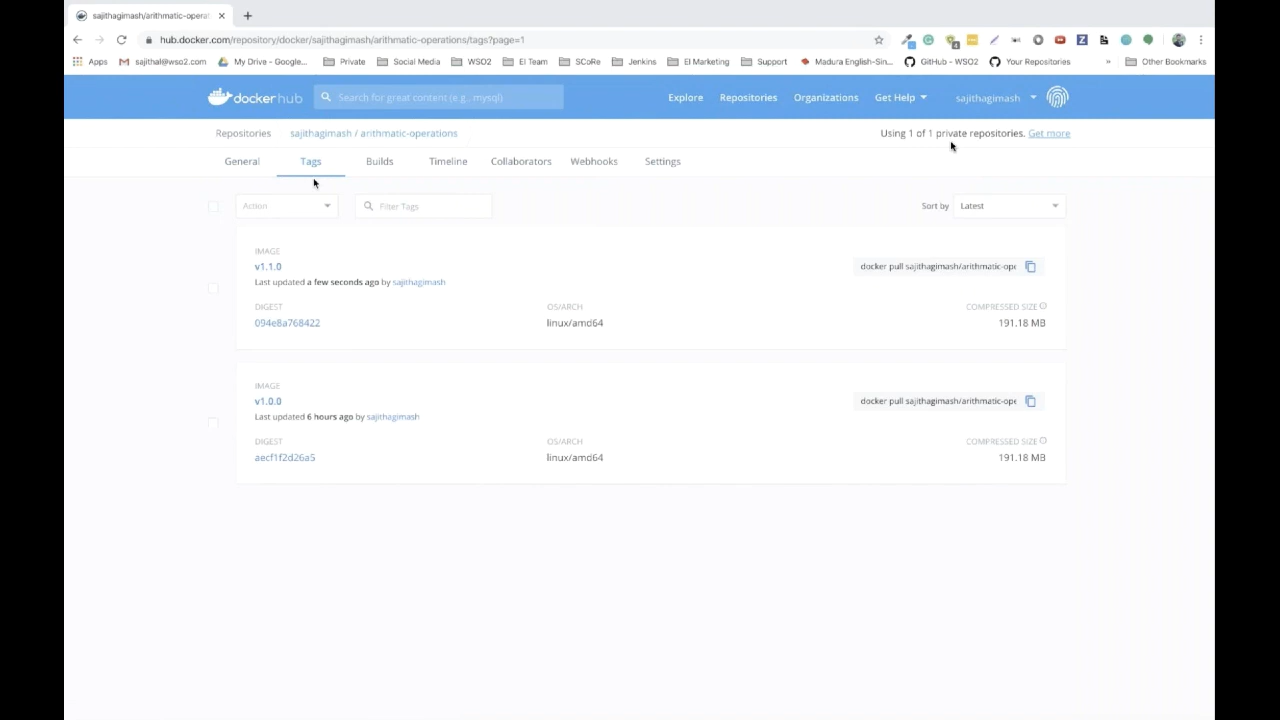 sajithagimash/arithmatic-operat
hub.docker.com/repository/docker/sajithagimash/arithmatic-operations/tags?page=1
Apps sajithal@wso2.com My Drive - Google... Private Social Media WSO2 EI Team SCoRe Jenkins EI Marketing Support Madura English-Sin... GitHub - WSO2 Your Repositories » Other Bookmarks
dockerhub Search for great content (e.g., mysql) Explore Repositories Organizations Get Help sajithagimash
Repositories sajithagimash / arithmatic-operations Using 1 of 1 private repositories. Get more
General Tags Builds Timeline Collaborators Webhooks Settings
Action Filter Tags Sort by Latest
IMAGE
v1.1.0 docker pull sajithagimash/arithmatic-ope
Last updated a few seconds ago by sajithagimash
DIGEST OS/ARCH COMPRESSED SIZE
094e8a768422 linux/amd64 191.18 MB
IMAGE
v1.0.0 docker pull sajithagimash/arithmatic-ope
Last updated 6 hours ago by sajithagimash
DIGEST OS/ARCH COMPRESSED SIZE
aecf1f2d26a5 linux/amd64 191.18 MB